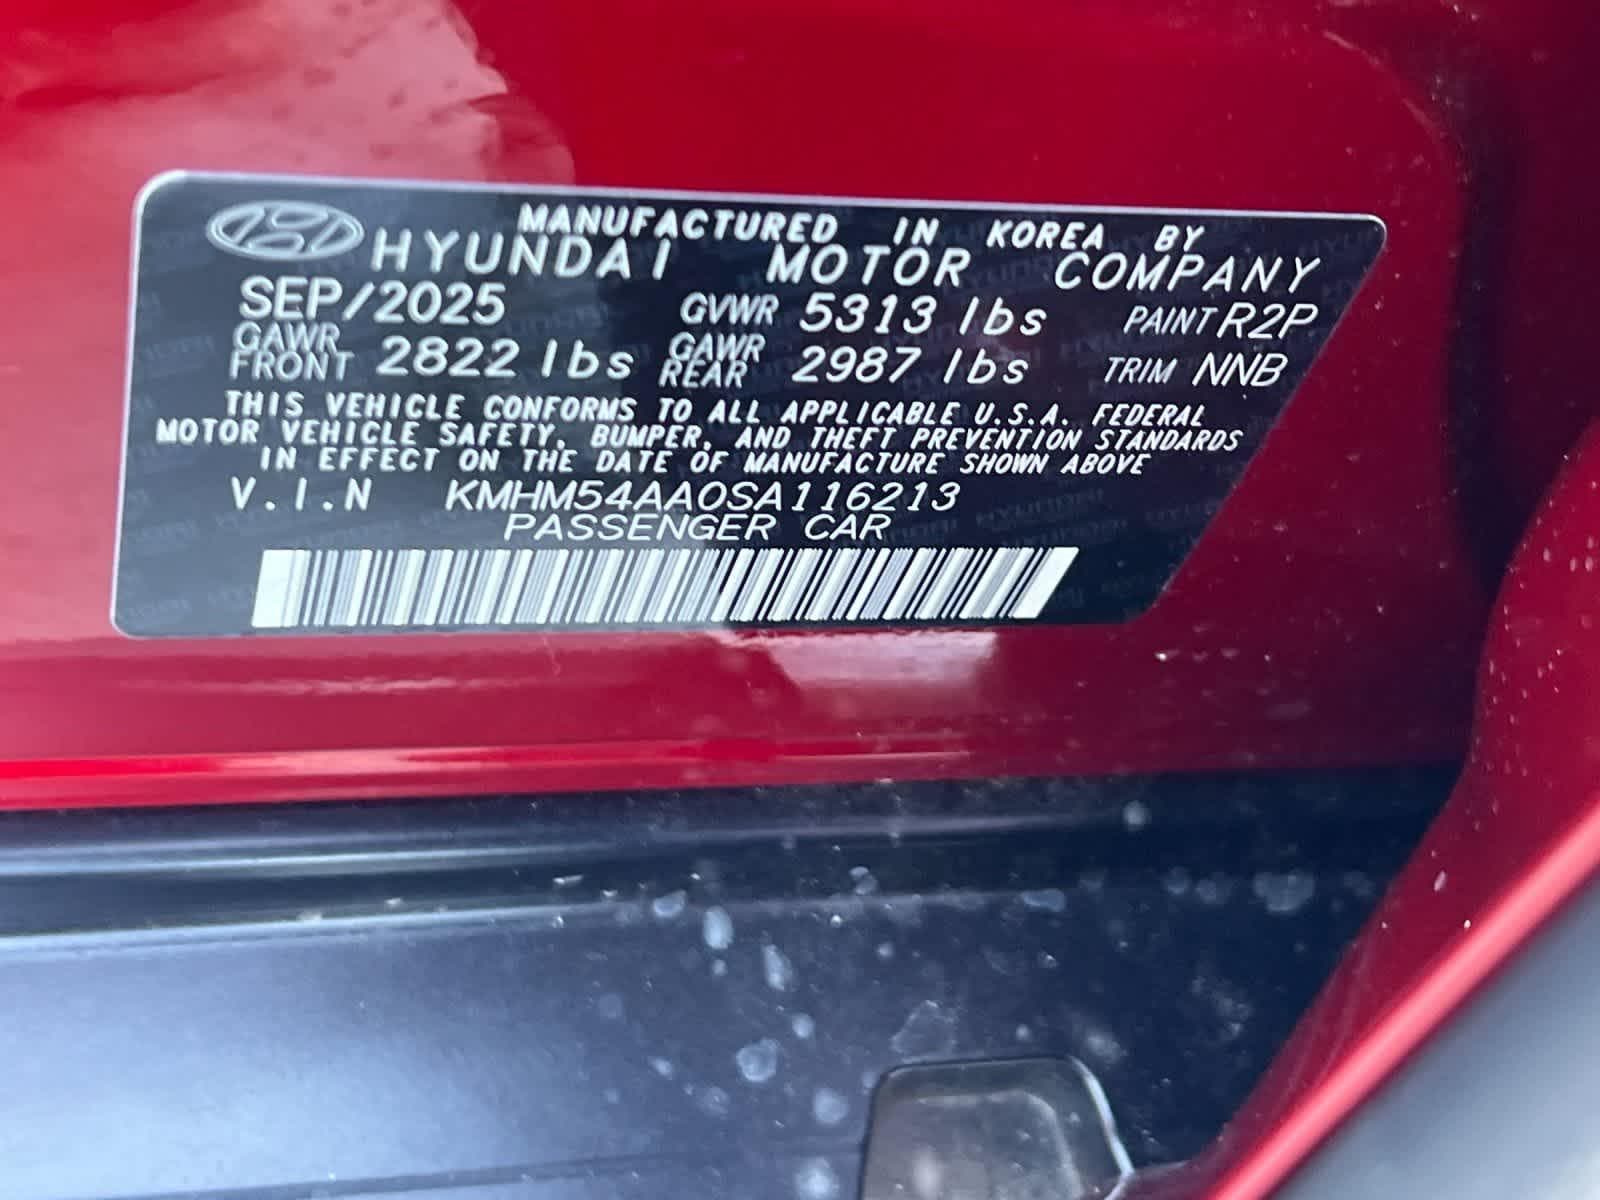 MANUFACTURED IN KOREA BY
HYUNDAI MOTOR COMPANY
SEP/2025 GVWR 5313 lbs PAINT R2P
GAWR FRONT 2822 lbs GAWR REAR 2987 lbs TRIM NNB
THIS VEHICLE CONFORMS TO ALL APPLICABLE U.S.A. FEDERAL
MOTOR VEHICLE SAFETY, BUMPER, AND THEFT PREVENTION STANDARDS
IN EFFECT ON THE DATE OF MANUFACTURE SHOWN ABOVE
V.I.N KMHM54AA0SA116213
PASSENGER CAR